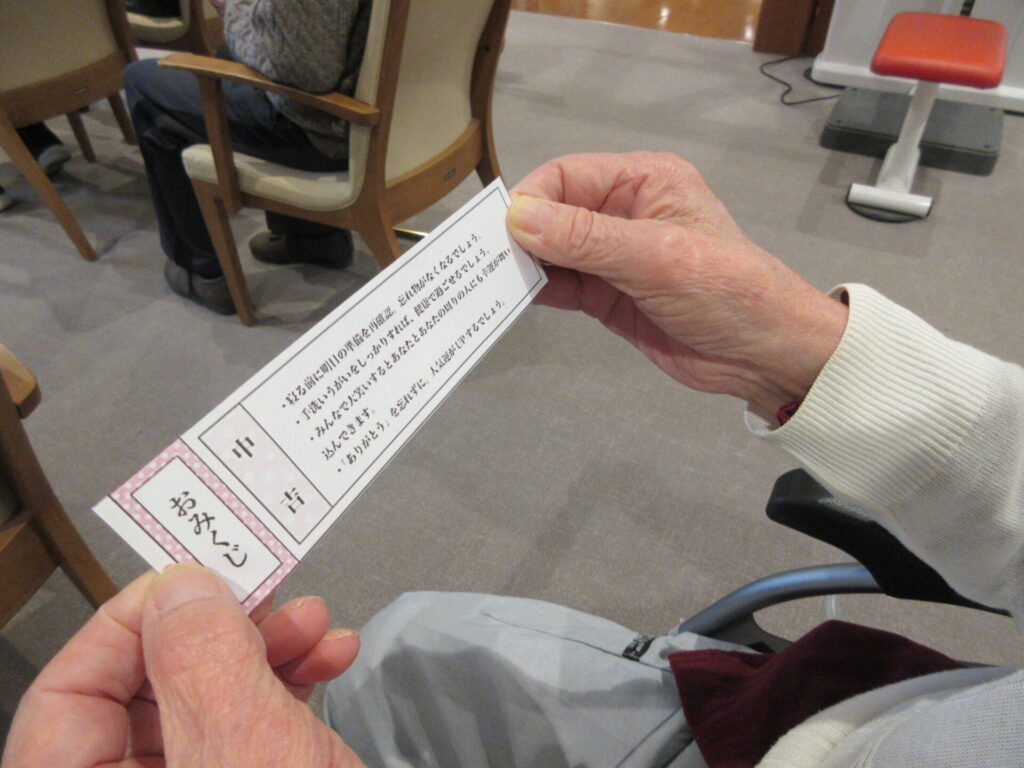 おみくじ
中吉
・寝る前に明日の準備を再確認。忘れ物がなくなるでしょう。
・手洗いうがいをしっかりすれば、健康で過ごせるでしょう。
・みんなで大笑いするとあなたとあなたの周りの人にも幸運が舞い
込んできます。
・「ありがとう」を忘れずに。人気運がUPするでしょう。